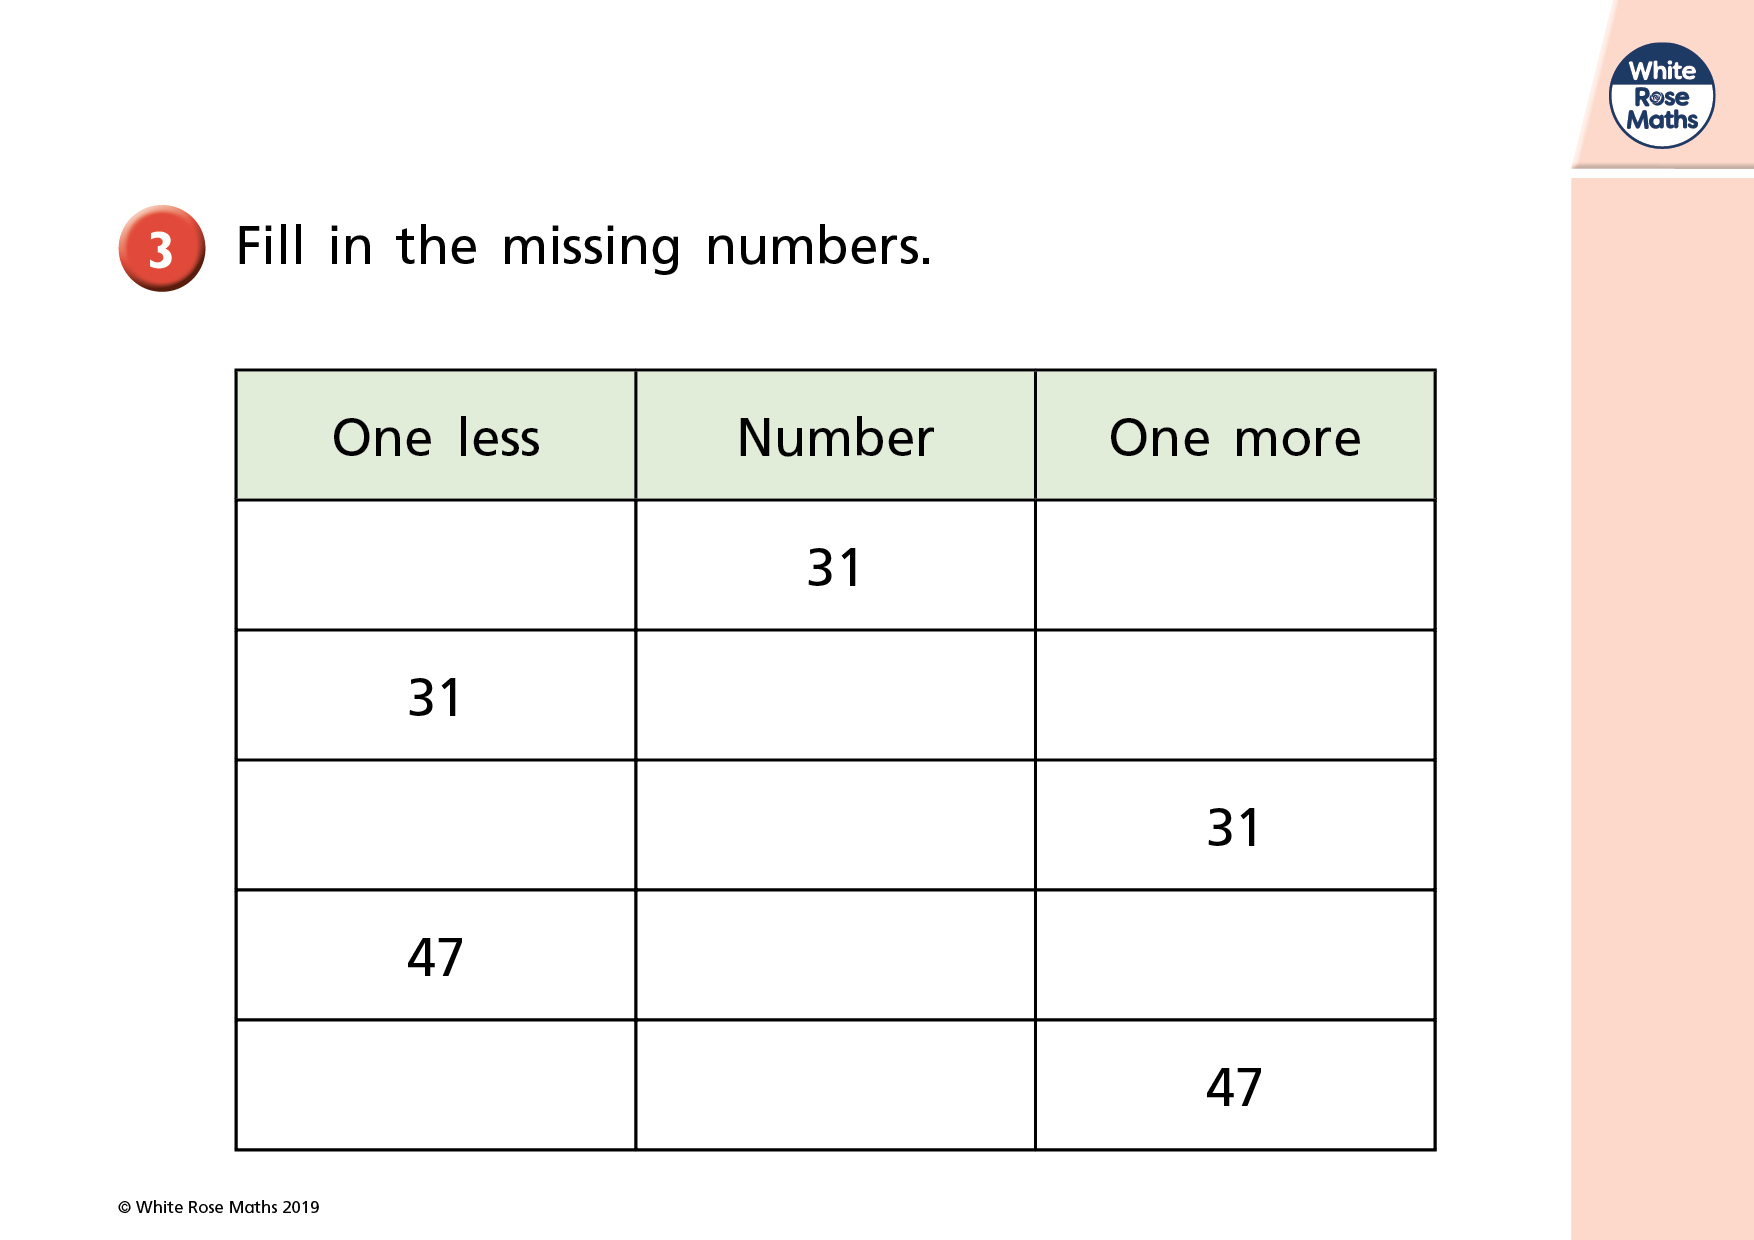 White
Rose
Maths
3 Fill in the missing numbers.
One less Number One more
31
31
31
47
47
© White Rose Maths 2019